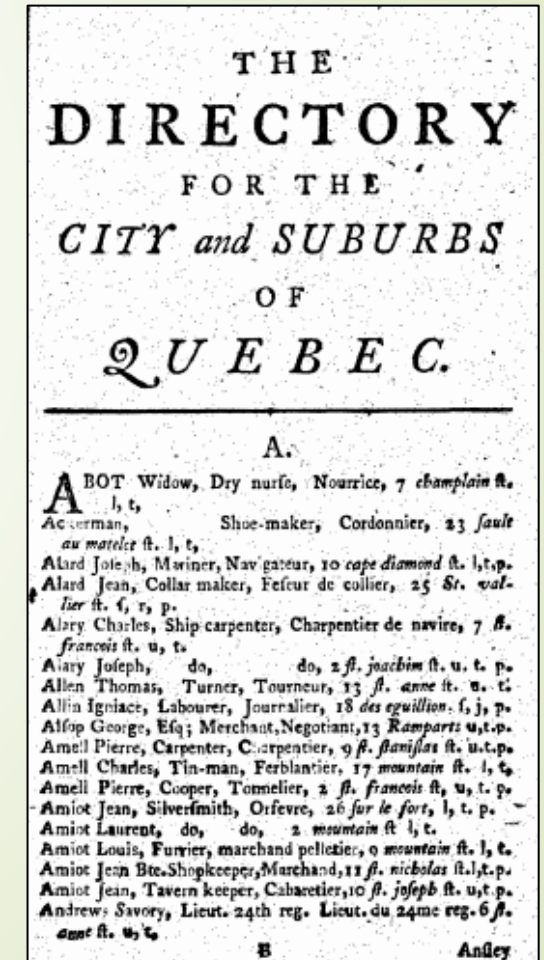 THE
DIRECTORY
FOR THE
CITY and SUBURBS
OF
QUEBEC.
A.
ABOT Widow, Dry nurse, Nourrice, 7 champlain st.
l, t,
Ackerman, Shoe-maker, Cordonnier, 23 sault
au matelot st. l, t,
Alard Joseph, Mariner, Navigateur, 10 cape diamond st. l,t,p.
Alard Jean, Collar maker, Feseur de collier, 25 St. val-
lier st. s, r, p.
Alary Charles, Ship carpenter, Charpentier de navire, 7 st.
francois st. u, t.
Alary Joseph, do, do, 2 st. joachim st. u. t. p.
Allen Thomas, Turner, Tourneur, 13 st. anne st. u. t.
Allin Igniace, Labourer, Journalier, 18 des eguillion. s, j, p.
Alsop George, Esq; Merchant,Negotiant,13 Ramparts u,t.p.
Amell Pierre, Carpenter, Charpentier, 9 st. stanislas st. u.t.p.
Amell Charles, Tin-man, Ferblantier, 17 mountain st. l, t,
Amell Pierre, Cooper, Tonnelier, 2 st. francois st, u, t. p.
Amiot Jean, Silversmith, Orfevre, 26 sur le fort, l, t. p.
Amiot Laurent, do, do, 2 mountain st l, t.
Amiot Louis, Furrier, marchand pelletier, 9 mountain st. l, t.
Amiot Jean Bte.Shopkeeper,Marchand,11 st. nicholas st.l,t.p.
Amiot Jean, Tavern keeper, Cabaretier,10 st. joseph st. u,t,p.
Andrews Savory, Lieut. 24th reg. Lieut. du 24me reg. 6 st.
anne st. u, t,
B Ansley